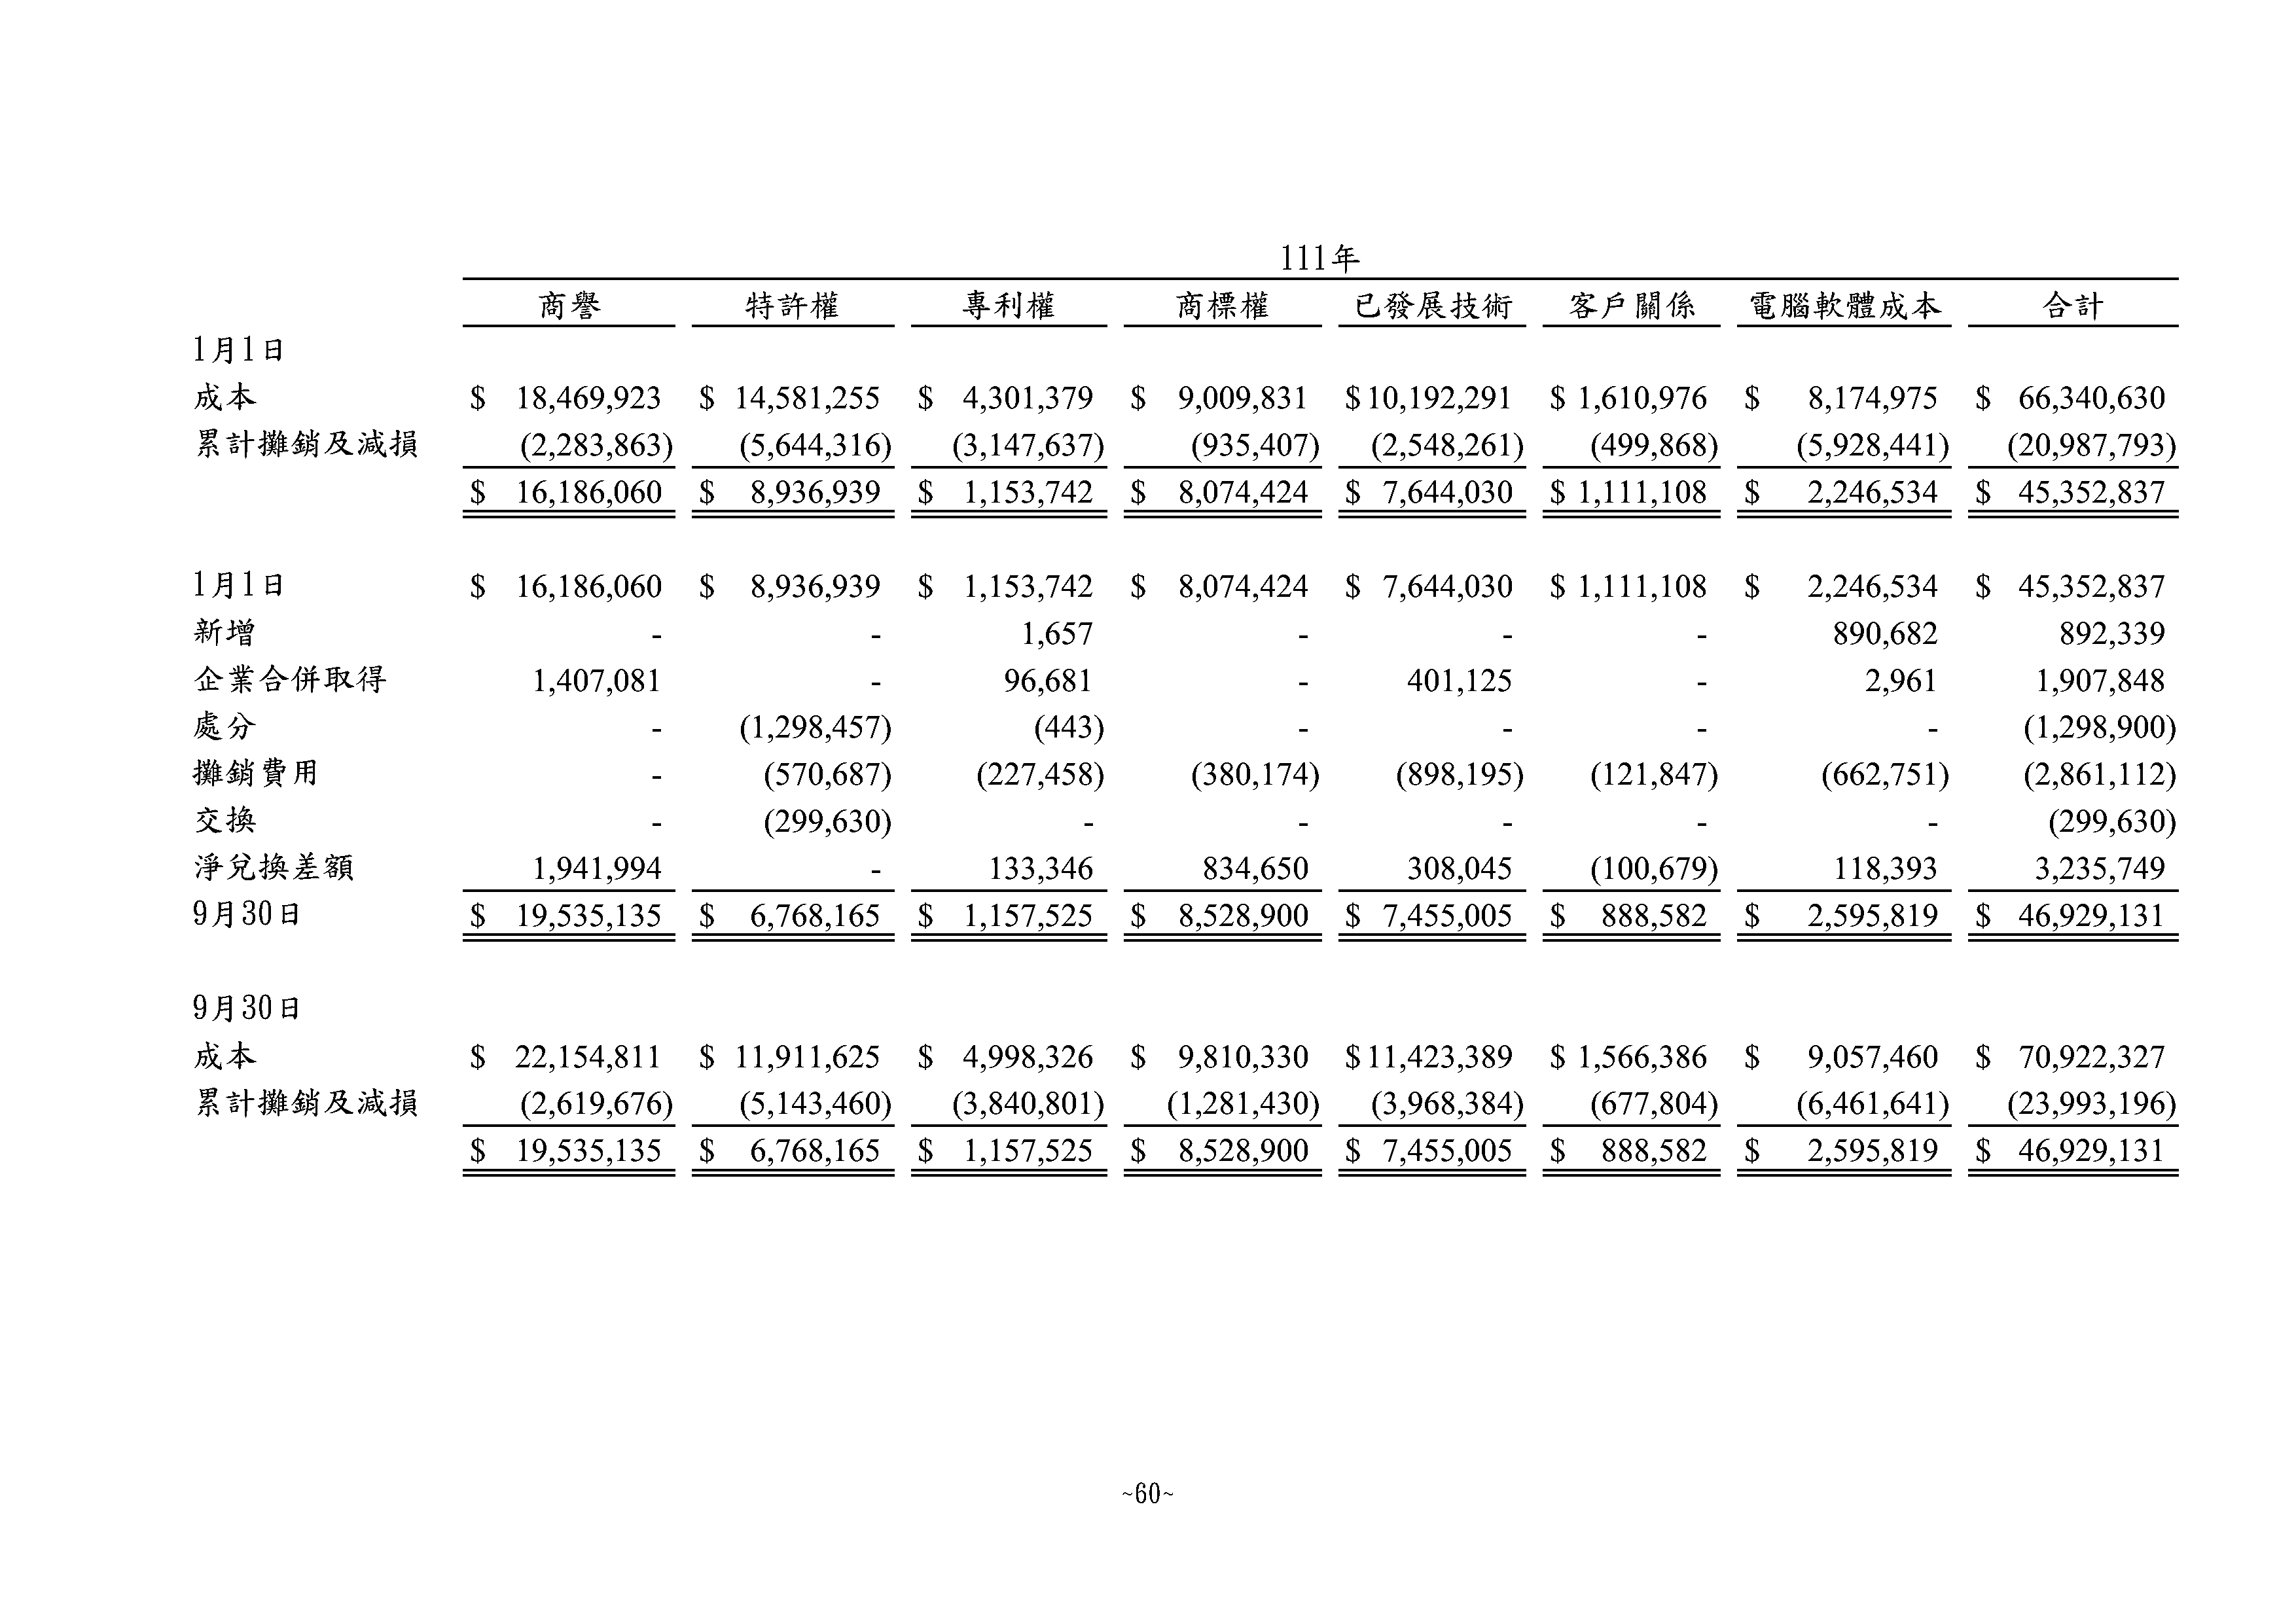 111年
商譽 特許權 專利權 商標權 已發展技術 客戶關係 電腦軟體成本 合計
1月1日
成本 $ 18,469,923 $ 14,581,255 $ 4,301,379 $ 9,009,831 $10,192,291 $ 1,610,976 $ 8,174,975 $ 66,340,630
累計攤銷及減損 (2,283,863) (5,644,316) (3,147,637) (935,407) (2,548,261) (499,868) (5,928,441) (20,987,793)
$ 16,186,060 $ 8,936,939 $ 1,153,742 $ 8,074,424 $ 7,644,030 $ 1,111,108 $ 2,246,534 $ 45,352,837
1月1日 $ 16,186,060 $ 8,936,939 $ 1,153,742 $ 8,074,424 $ 7,644,030 $ 1,111,108 $ 2,246,534 $ 45,352,837
新增 - - 1,657 - - - 890,682 892,339
企業合併取得 1,407,081 - 96,681 - 401,125 - 2,961 1,907,848
處分 - (1,298,457) (443) - - - - (1,298,900)
攤銷費用 - (570,687) (227,458) (380,174) (898,195) (121,847) (662,751) (2,861,112)
交換 - (299,630) - - - - - (299,630)
淨兌換差額 1,941,994 - 133,346 834,650 308,045 (100,679) 118,393 3,235,749
9月30日 $ 19,535,135 $ 6,768,165 $ 1,157,525 $ 8,528,900 $ 7,455,005 $ 888,582 $ 2,595,819 $ 46,929,131
9月30日
成本 $ 22,154,811 $ 11,911,625 $ 4,998,326 $ 9,810,330 $11,423,389 $ 1,566,386 $ 9,057,460 $ 70,922,327
累計攤銷及減損 (2,619,676) (5,143,460) (3,840,801) (1,281,430) (3,968,384) (677,804) (6,461,641) (23,993,196)
$ 19,535,135 $ 6,768,165 $ 1,157,525 $ 8,528,900 $ 7,455,005 $ 888,582 $ 2,595,819 $ 46,929,131
~60~